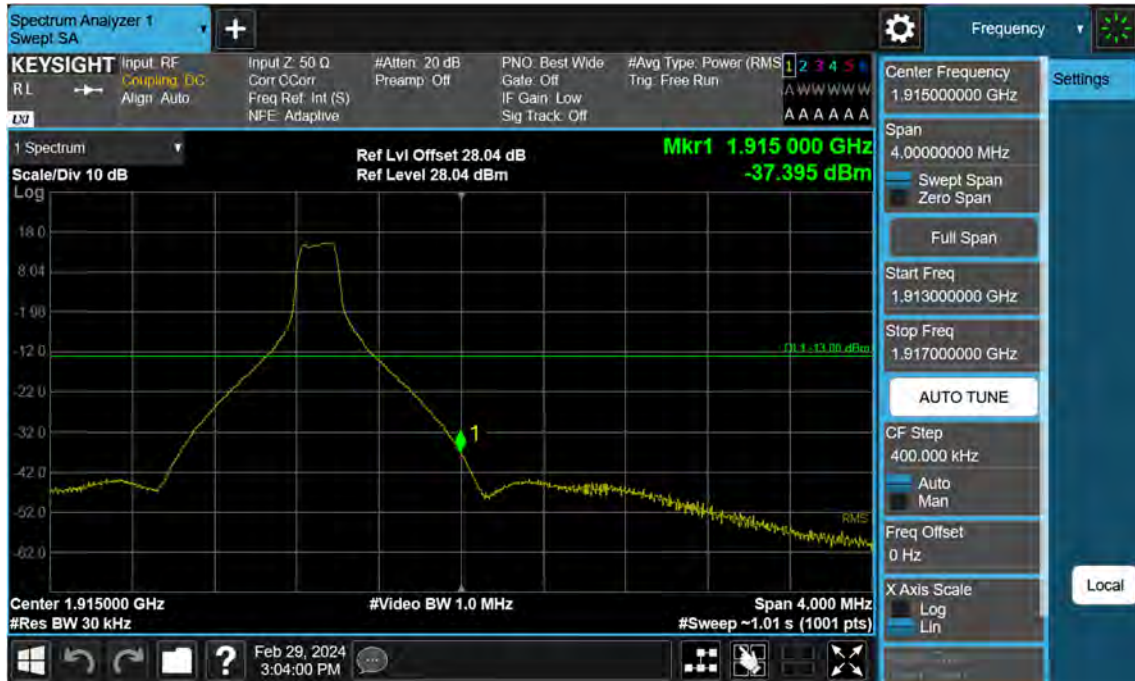 Spectrum Analyzer 1
Swept SA
Frequency
KEYSIGHT
RL
LXI
Input: RF
Coupling: DC
Align: Auto
Input Z: 50 Ω
Corr CCorr
Freq Ref: Int (S)
NFE: Adaptive
#Atten: 20 dB
Preamp: Off
PNO: Best Wide
Gate: Off
IF Gain: Low
Sig Track: Off
#Avg Type: Power (RMS
Trig: Free Run
1 2 3 4 5 6
A W W W W W
A A A A A A
1 Spectrum
Scale/Div 10 dB
Ref Lvl Offset 28.04 dB
Ref Level 28.04 dBm
Mkr1 1.915 000 GHz
-37.395 dBm
Log
18.0
8.04
-1.96
-12.0
-22.0
-32.0
-42.0
-52.0
-62.0
DL1 -13.00 dBm
1
RMS
Center 1.915000 GHz
#Res BW 30 kHz
#Video BW 1.0 MHz
Span 4.000 MHz
#Sweep ~1.01 s (1001 pts)
Feb 29, 2024
3:04:00 PM
?
Center Frequency
1.915000000 GHz
Span
4.00000000 MHz
Swept Span
Zero Span
Full Span
Start Freq
1.913000000 GHz
Stop Freq
1.917000000 GHz
AUTO TUNE
CF Step
400.000 kHz
Auto
Man
Freq Offset
0 Hz
X Axis Scale
Log
Lin
Settings
Local